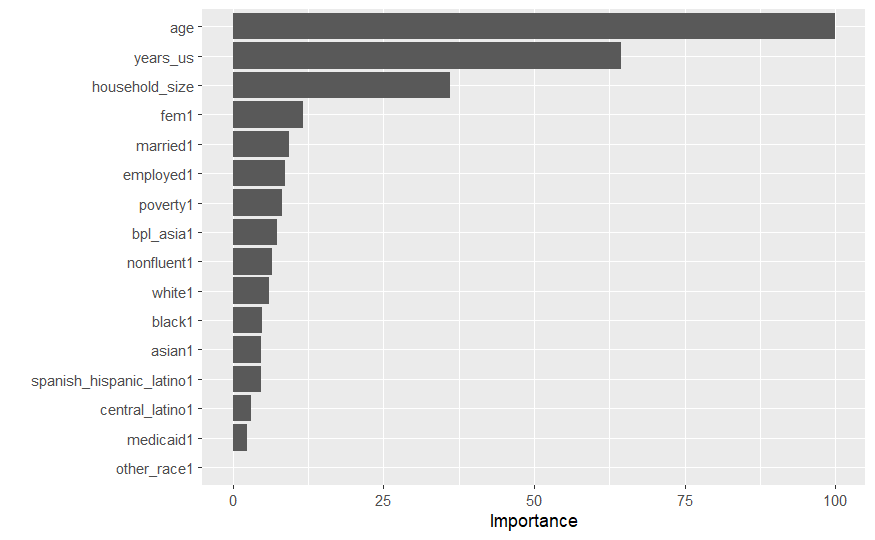 age
years_us
household_size
fem1
married1
employed1
poverty1
bpl_asia1
nonfluent1
white1
black1
asian1
spanish_hispanic_latino1
central_latino1
medicaid1
other_race1
0 25 50 75 100
Importance